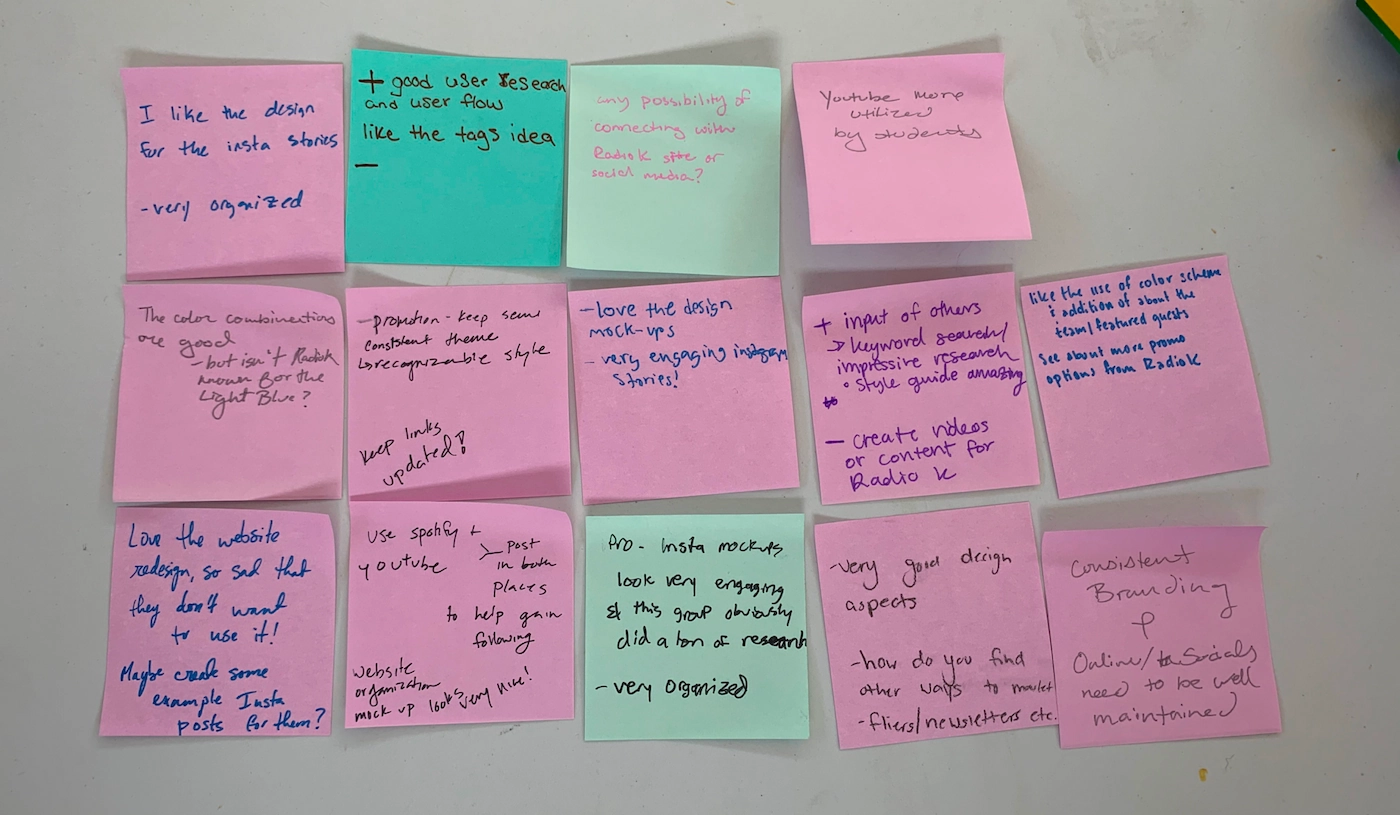 I like the design
for the insta stories
-very organized
+ good user research
and user flow
like the tags idea
—
any possibility of
connecting with
RadioK site or
social media?
Youtube more
utilized
by students
The color combinations
are good
- but isn't RadioK
known for the
Light Blue?
- promotion - keep semi
consistent theme
↳ recognizable style
keep links
updated!
- love the design
mock-ups
- very engaging instagram
stories!
+ input of others
→ keyword search/
impressive research
• style guide amazing
— create videos
or content for
Radio K
like the use of color scheme
& addition of about the
team/featured guests
see about more promo
options from RadioK
Love the website
redesign, so sad that
they don't want
to use it!
Maybe create some
example Insta
posts for them?
use spotify +
youtube
> post
in both
places
to help gain
following
website
organization
mock up looks very nice!
Pro - Insta mockups
look very engaging
& this group obviously
did a ton of research
- very organized
-very good design
aspects
-how do you find
other ways to market
-fliers/newsletters etc.
Consistent
Branding
+
Online/Socials
need to be well
maintained